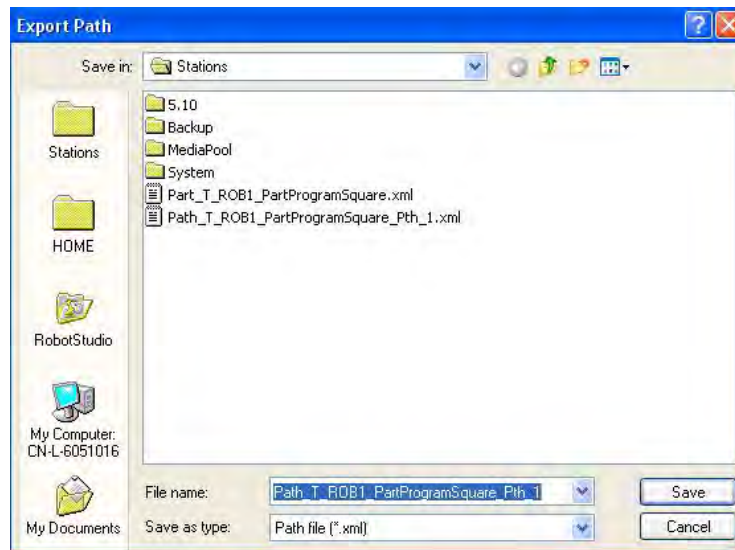 Export Path
Save in:
Stations
Stations
HOME
RobotStudio
My Computer:
CN-L-6051016
My Documents
5.10
Backup
MediaPool
System
Part_T_ROB1_PartProgramSquare.xml
Path_T_ROB1_PartProgramSquare_Pth_1.xml
File name:
Path_T_ROB1_PartProgramSquare_Pth_1
Save
Save as type:
Path file (*.xml)
Cancel